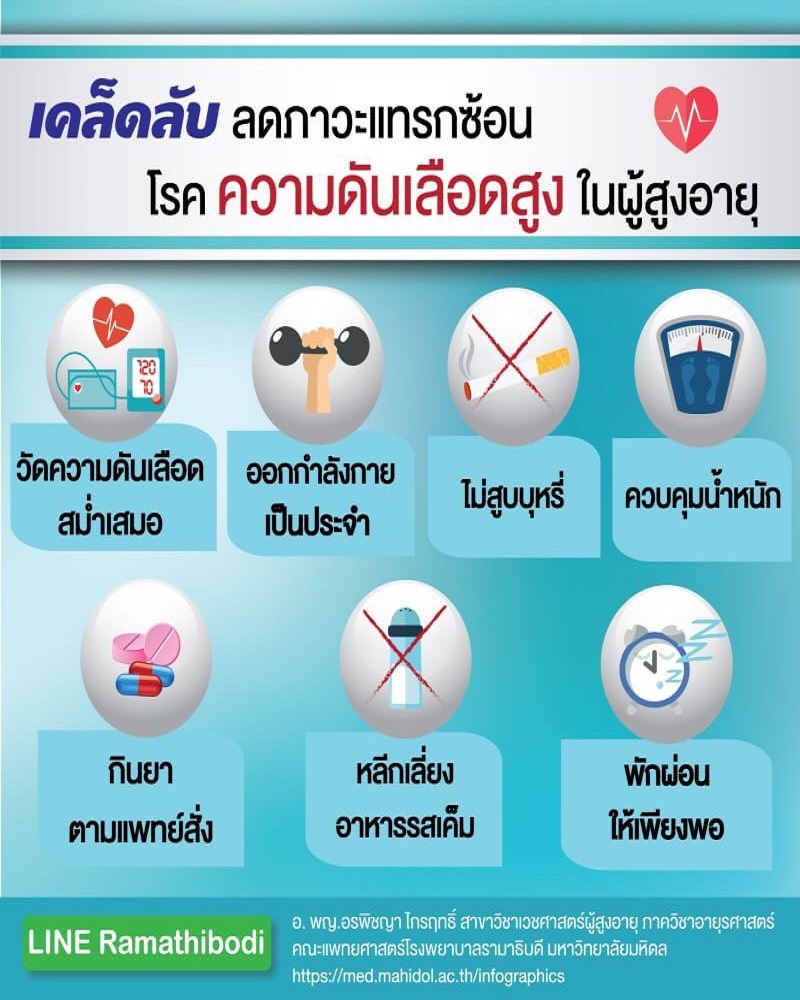 เคล็ดลับ ลดภาวะแทรกซ้อน
โรค ความดันเลือดสูง ในผู้สูงอายุ
120
70
วัดความดันเลือด
สม่ำเสมอ
ออกกำลังกาย
เป็นประจำ
ไม่สูบบุหรี่
ควบคุมน้ำหนัก
กินยา
ตามแพทย์สั่ง
หลีกเลี่ยง
อาหารรสเค็ม
Z Z Z Z
พักผ่อน
ให้เพียงพอ
LINE Ramathibodi
อ. พญ.อรพิชญา ไกรฤทธิ์ สาขาวิชาเวชศาสตร์ผู้สูงอายุ ภาควิชาอายุรศาสตร์
คณะแพทยศาสตร์โรงพยาบาลรามาธิบดี มหาวิทยาลัยมหิดล
https://med.mahidol.ac.th/infographics